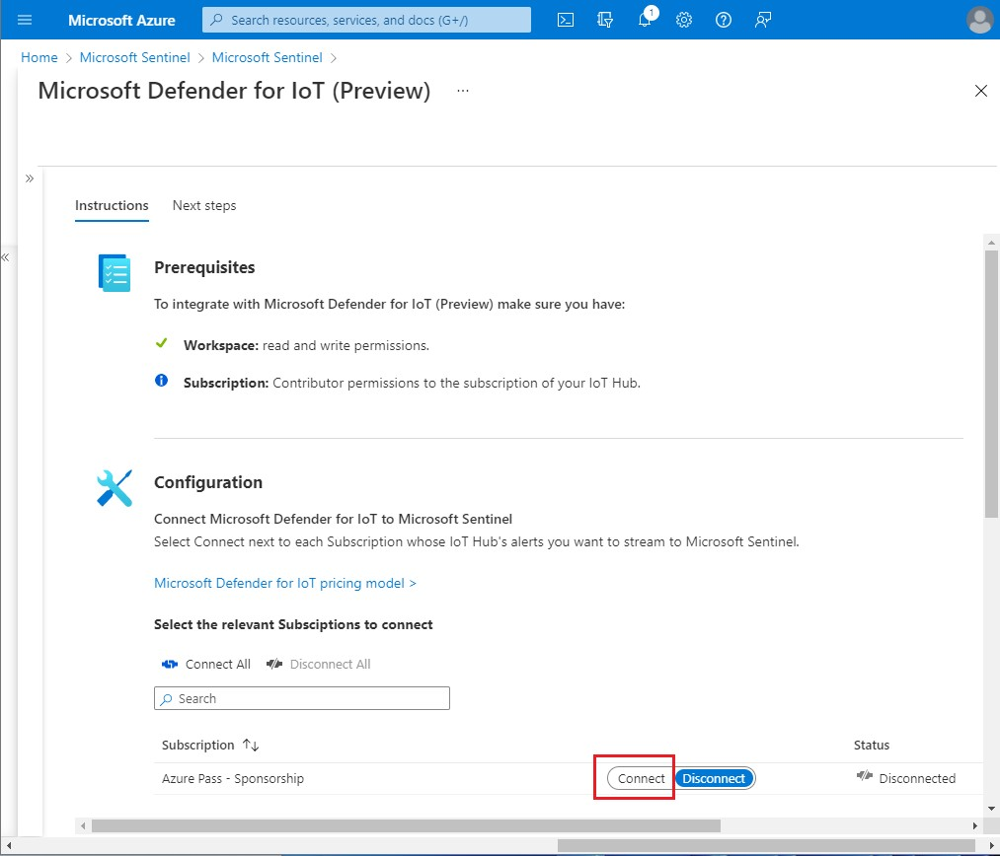 Microsoft Azure
Search resources, services, and docs (G+/)
1
Home > Microsoft Sentinel > Microsoft Sentinel >
Microsoft Defender for IoT (Preview) ...
Instructions Next steps
Prerequisites
To integrate with Microsoft Defender for IoT (Preview) make sure you have:
Workspace: read and write permissions.
Subscription: Contributor permissions to the subscription of your IoT Hub.
Configuration
Connect Microsoft Defender for IoT to Microsoft Sentinel
Select Connect next to each Subscription whose IoT Hub's alerts you want to stream to Microsoft Sentinel.
Microsoft Defender for IoT pricing model >
Select the relevant Subsciptions to connect
Connect All Disconnect All
Search
Subscription ↑↓ Status
Azure Pass - Sponsorship Connect Disconnect Disconnected